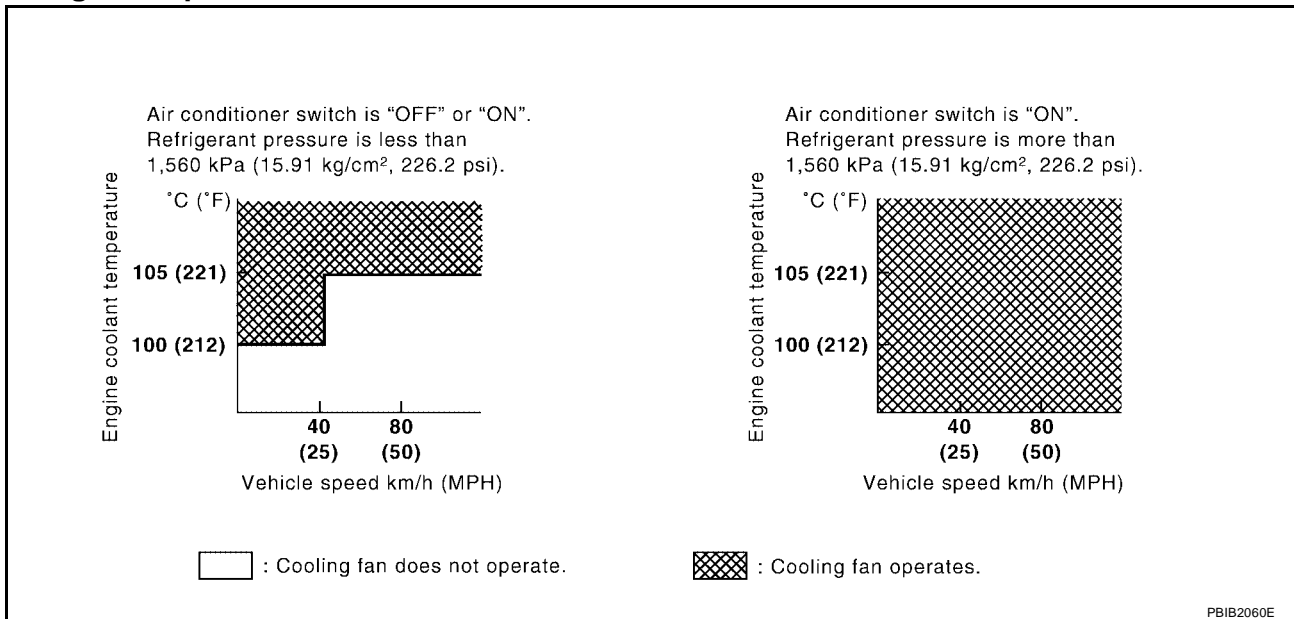 Air conditioner switch is “OFF” or “ON”.
Refrigerant pressure is less than
1,560 kPa (15.91 kg/cm², 226.2 psi).
Engine coolant temperature
°C (°F)
105 (221)
100 (212)
40
(25)
80
(50)
Vehicle speed km/h (MPH)
Air conditioner switch is “ON”.
Refrigerant pressure is more than
1,560 kPa (15.91 kg/cm², 226.2 psi).
Engine coolant temperature
°C (°F)
105 (221)
100 (212)
40
(25)
80
(50)
Vehicle speed km/h (MPH)
: Cooling fan does not operate.
: Cooling fan operates.
PBIB2060E